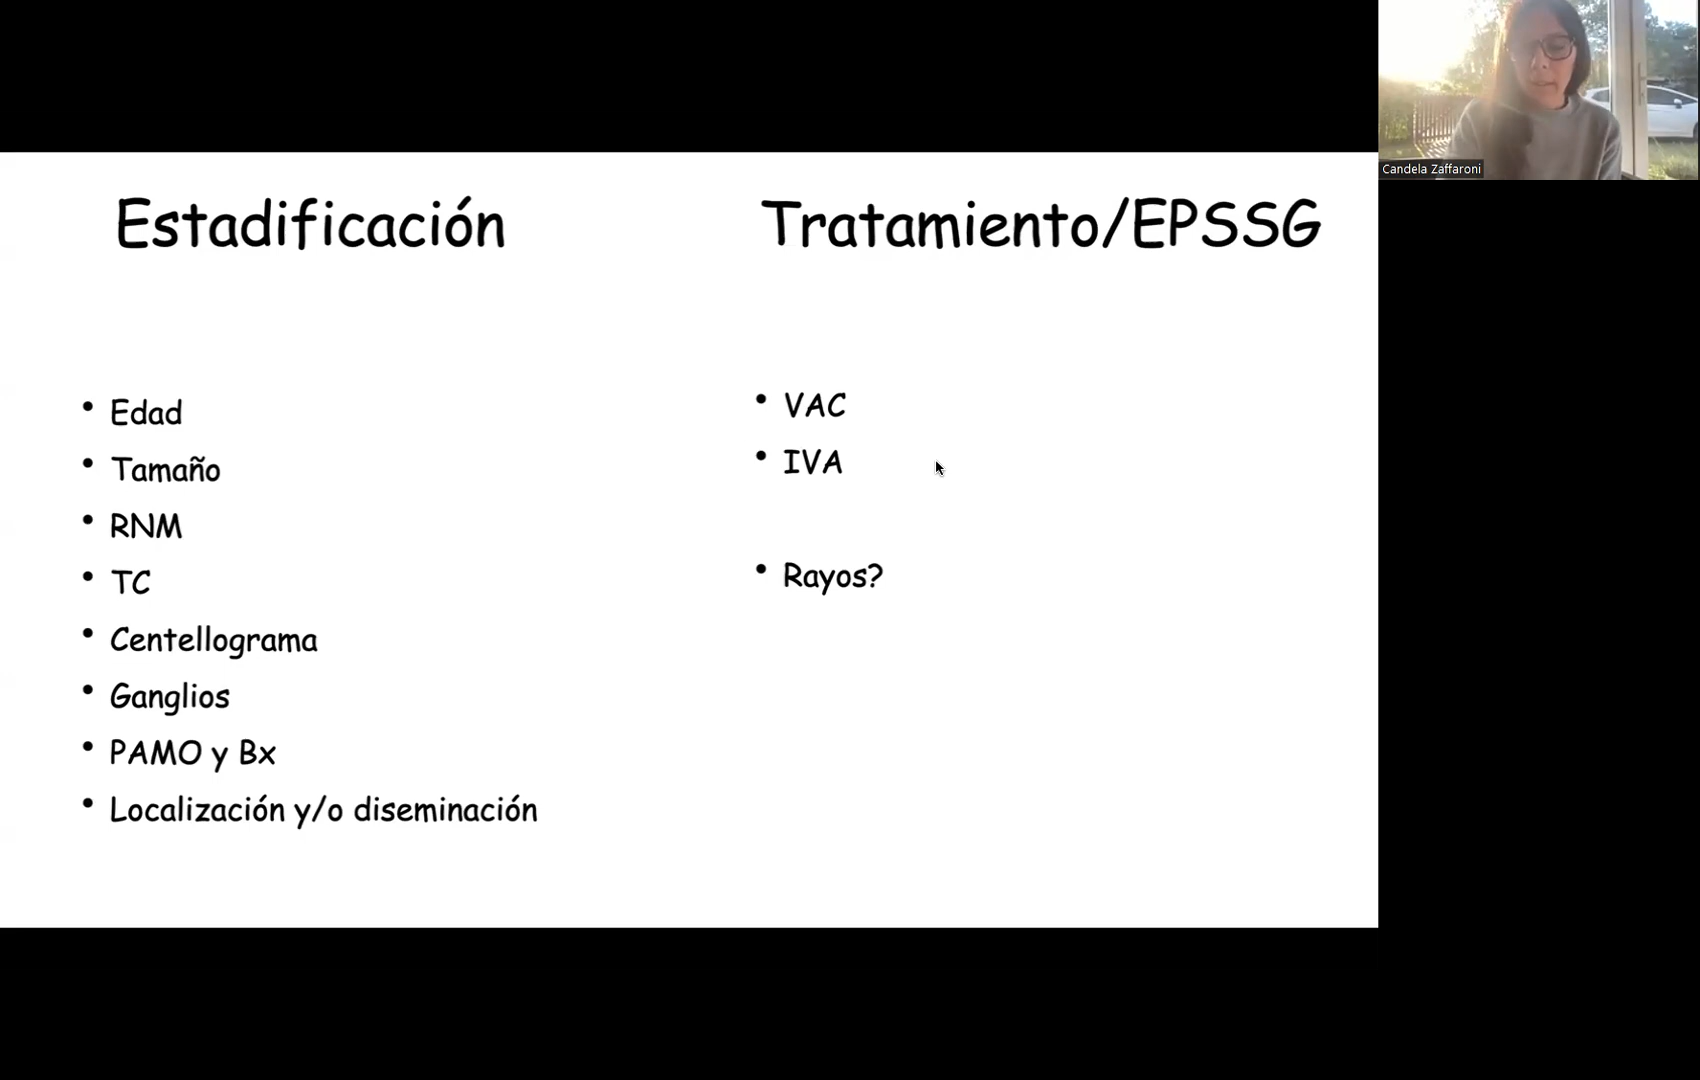 Candela Zaffaroni
Estadificación
• Edad
• Tamaño
• RNM
• TC
• Centellograma
• Ganglios
• PAMO y Bx
• Localización y/o diseminación
Tratamiento/EPSSG
• VAC
• IVA
• Rayos?